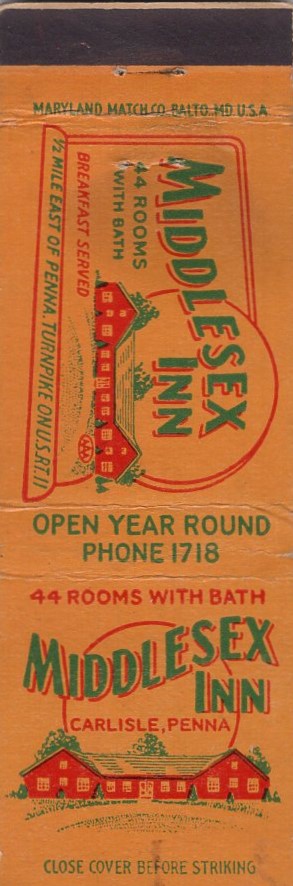 MARYLAND MATCH CO. BALTO. MD. U.S.A
MIDDLESEX
INN
44 ROOMS
WITH BATH
BREAKFAST SERVED
AAA
1/2 MILE EAST OF PENNA. TURNPIKE ON U.S. RT. 11
OPEN YEAR ROUND
PHONE 1718
44 ROOMS WITH BATH
MIDDLESEX
INN
CARLISLE, PENNA
CLOSE COVER BEFORE STRIKING